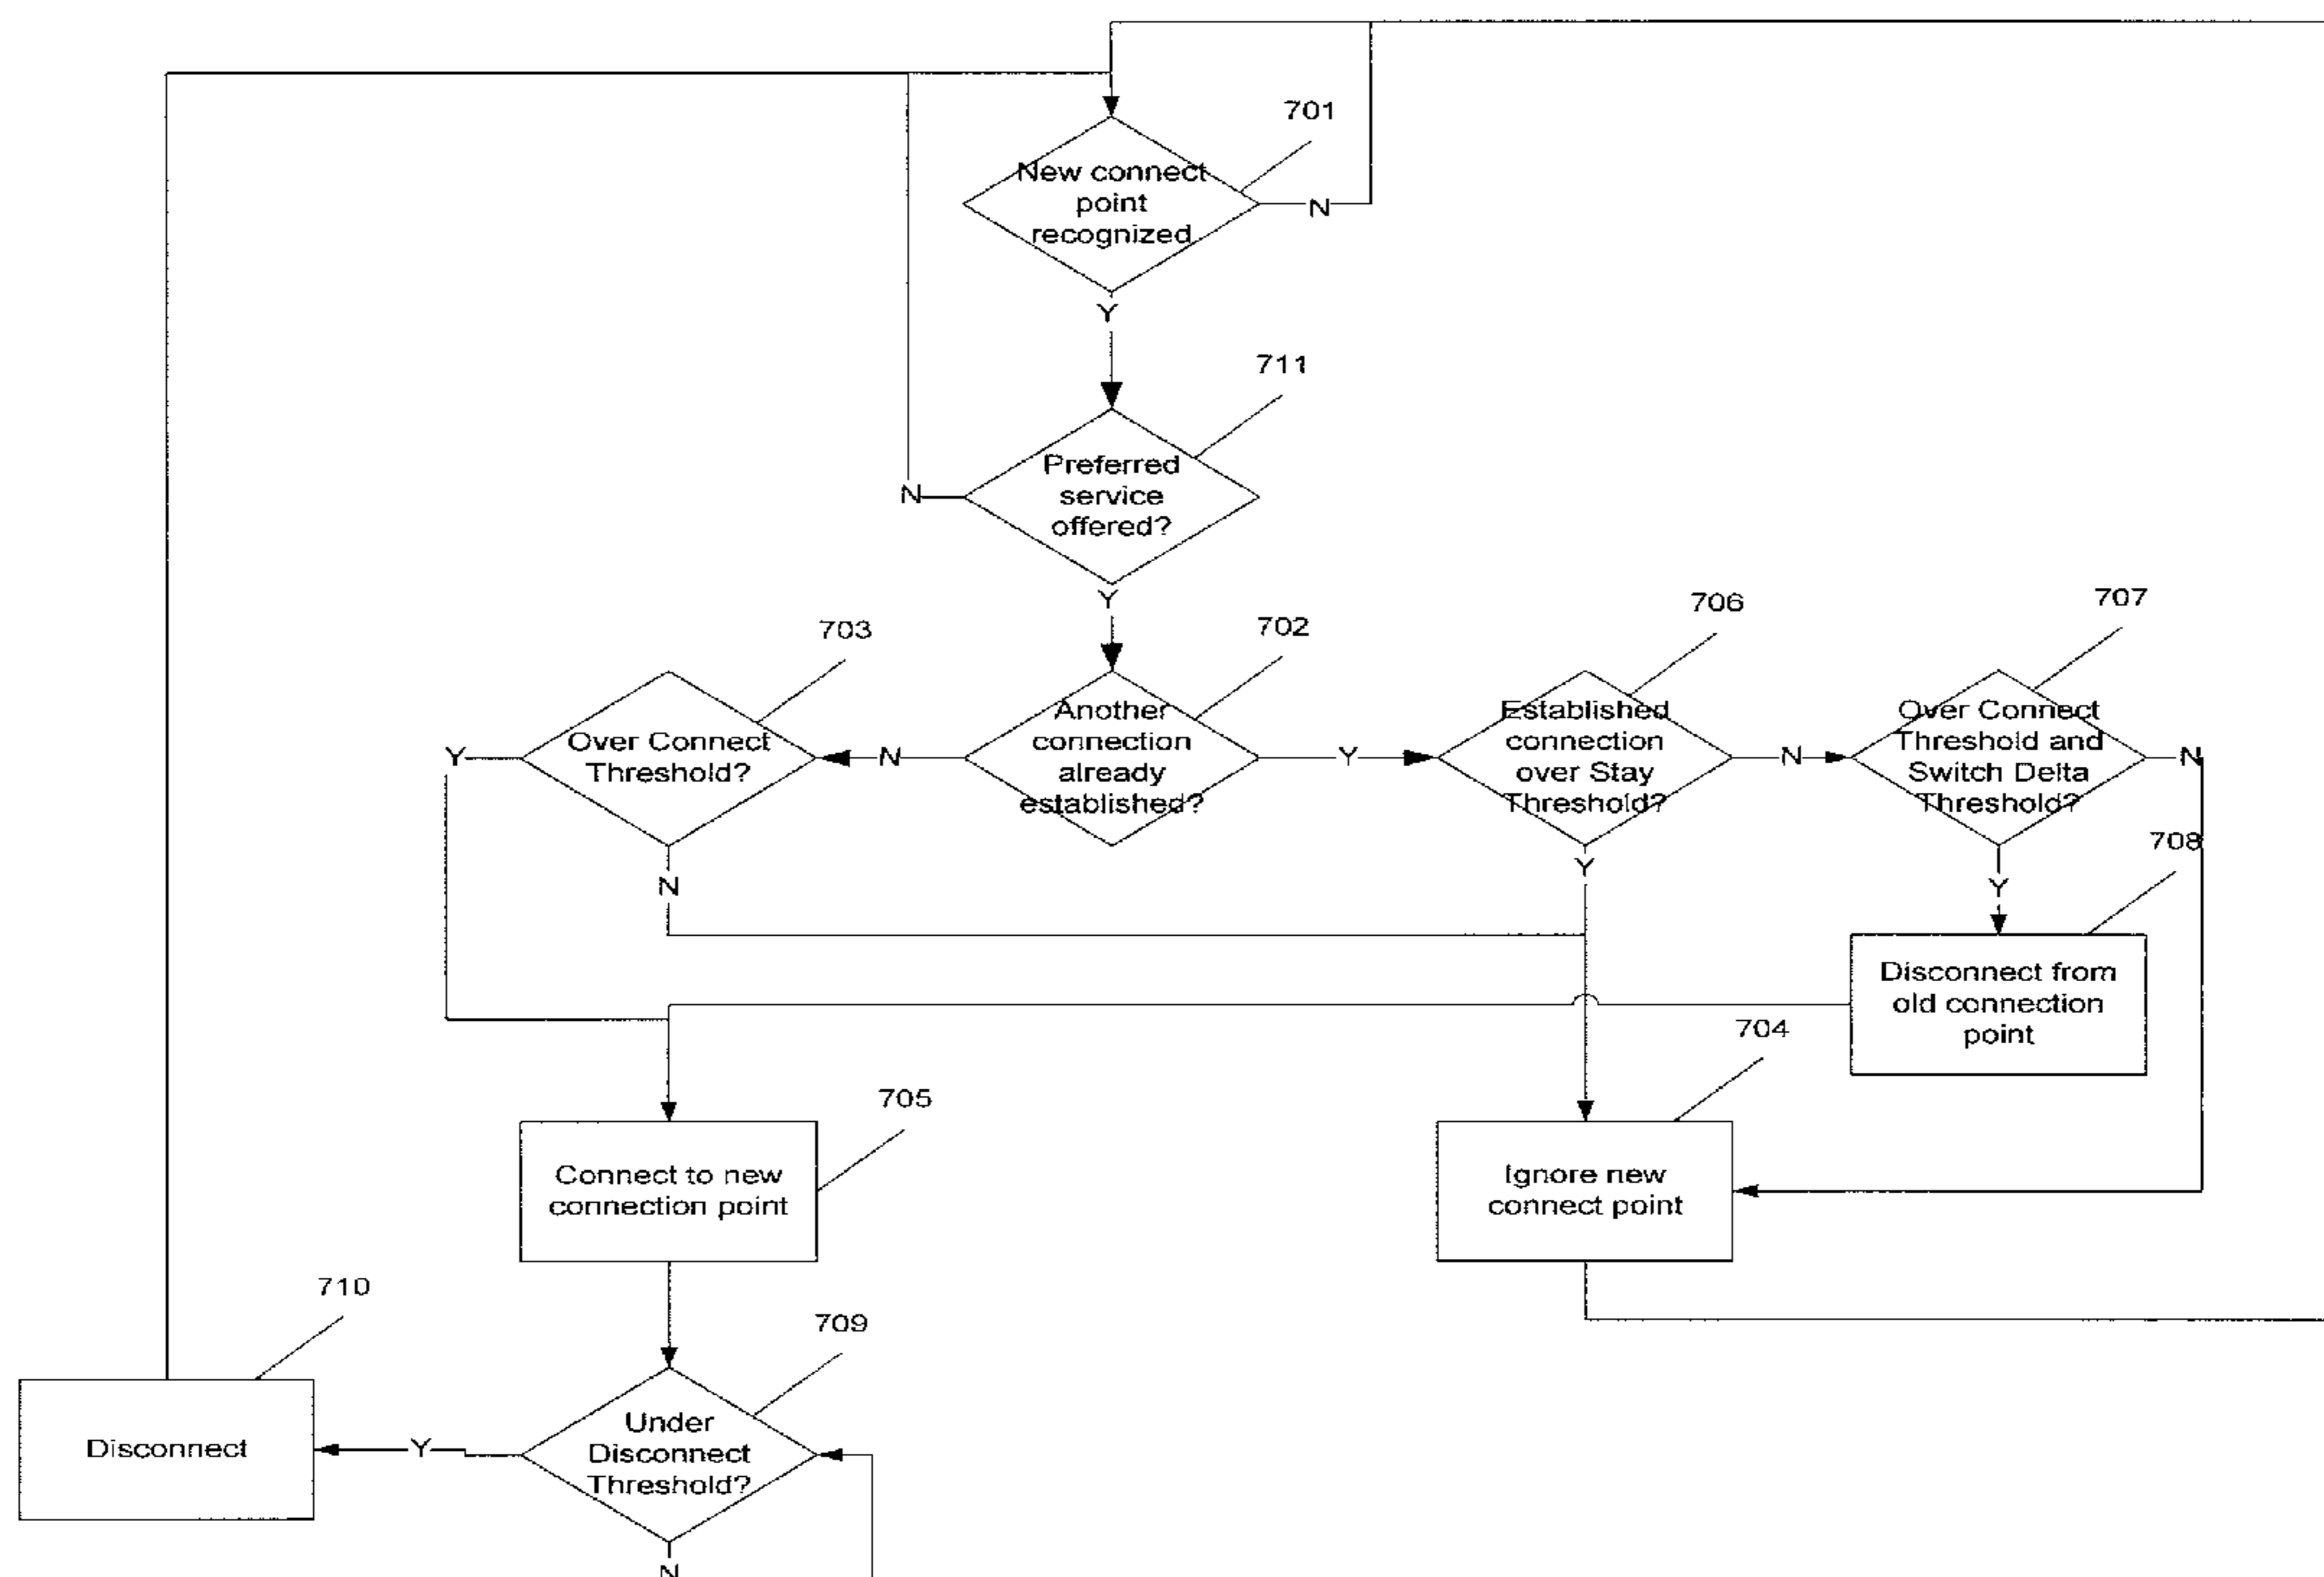 701
New connect
point
recognized
N
Y
711
Preferred
service
offered?
N
Y
703
702
706
707
Over Connect
Threshold?
Y
N
Another
connection
already
established?
N
Y
Established
connection
over Stay
Threshold?
N
Y
Over Connect
Threshold and
Switch Delta
Threshold?
N
Y
708
Disconnect from
old connection
point
704
705
Connect to new
connection point
Ignore new
connect point
710
709
Disconnect
Y
Under
Disconnect
Threshold?
N